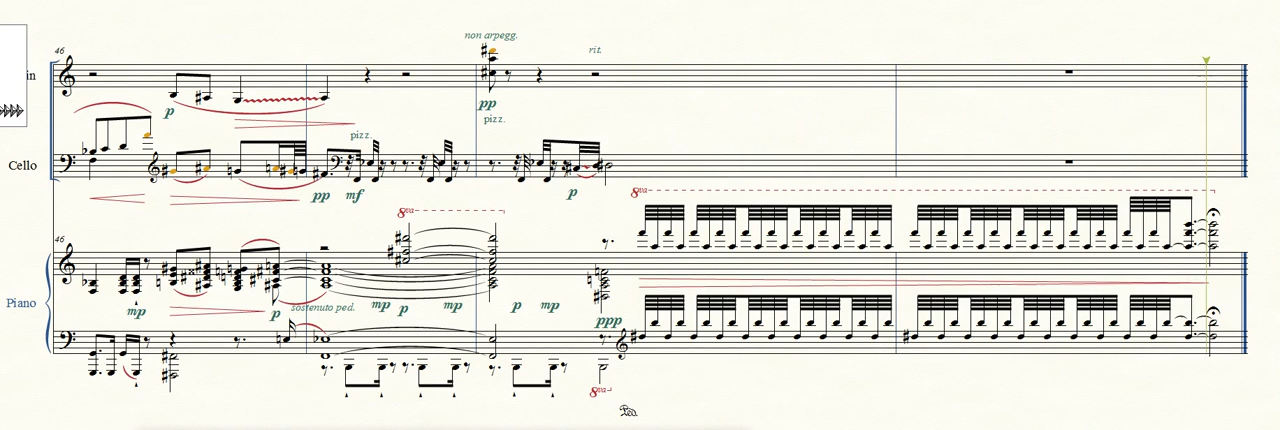 non arpegg.
46
rit.
in
p
pp
pizz.
pizz.
Cello
pp
mf
p
8va
8va
46
mp
p
sostenuto ped.
mp
p
mp
p
mp
Piano
ppp
8va
Ped.